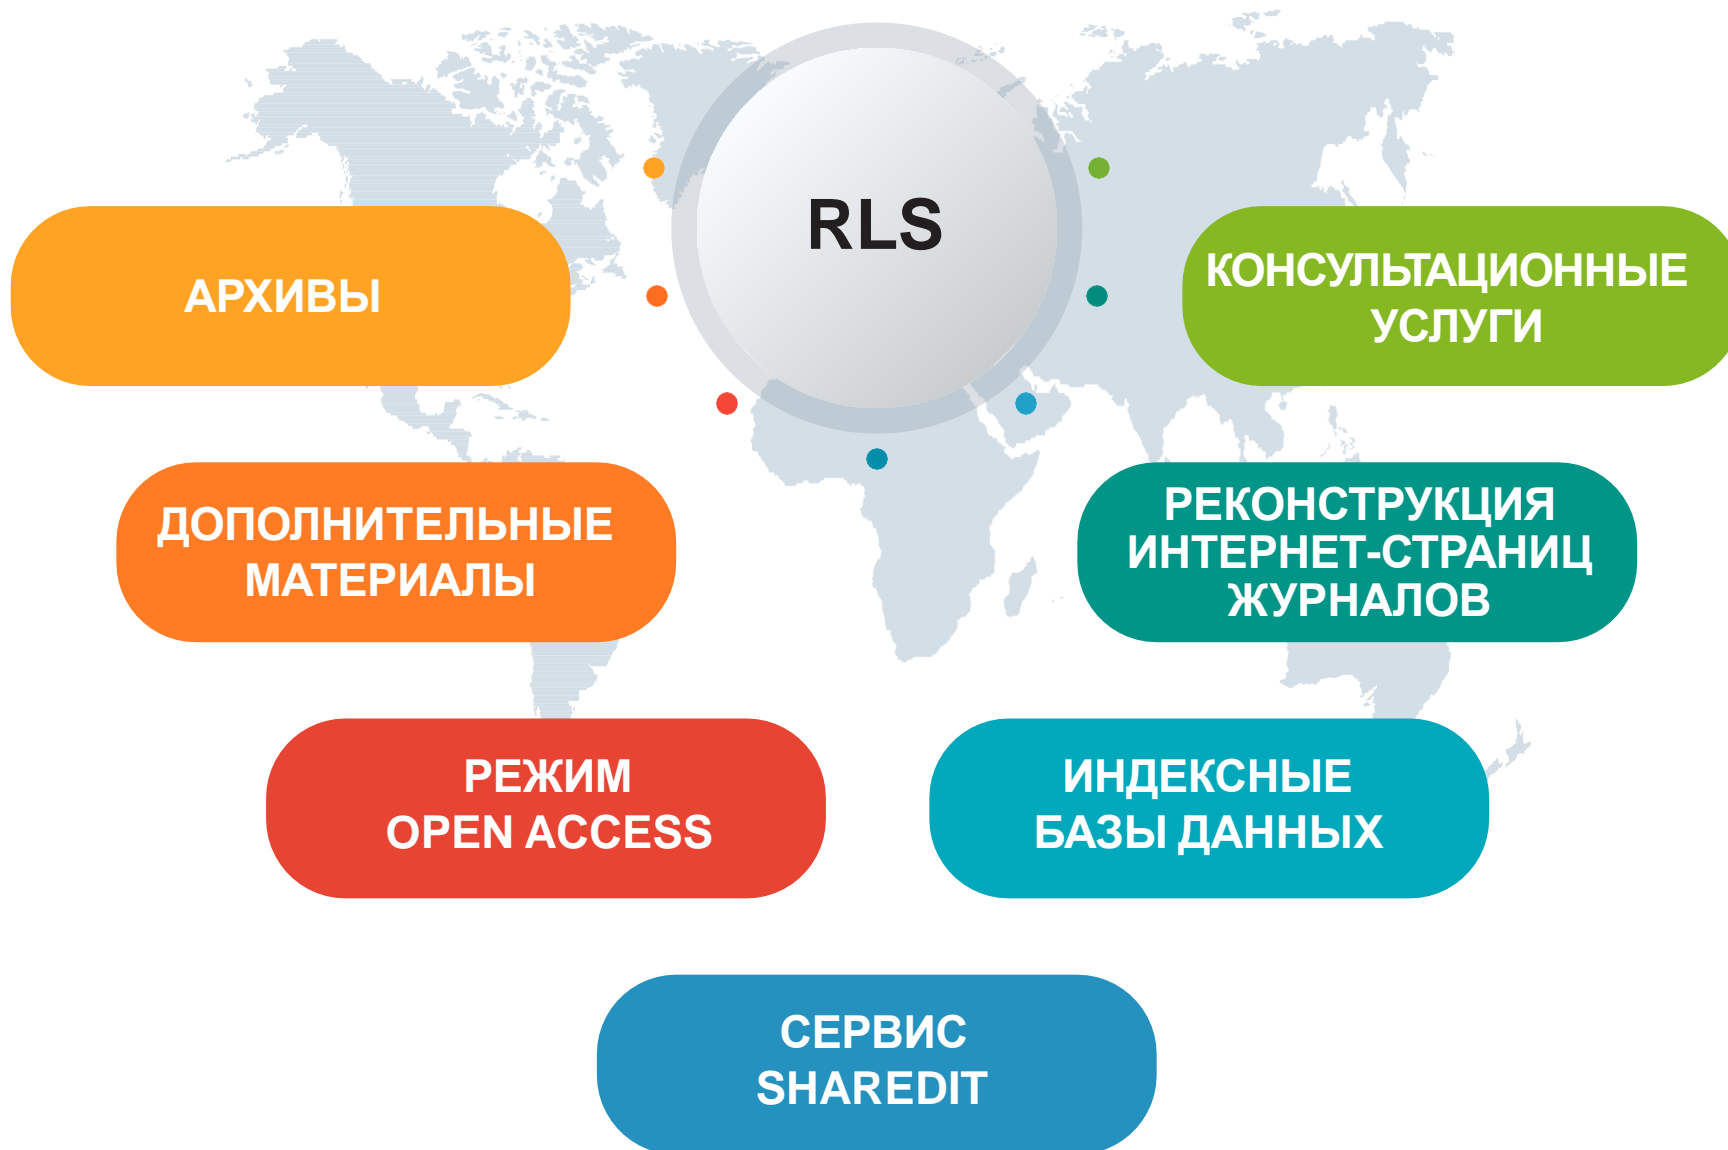 RLS
АРХИВЫ
КОНСУЛЬТАЦИОННЫЕ
УСЛУГИ
ДОПОЛНИТЕЛЬНЫЕ
МАТЕРИАЛЫ
РЕКОНСТРУКЦИЯ
ИНТЕРНЕТ-СТРАНИЦ
ЖУРНАЛОВ
РЕЖИМ
OPEN ACCESS
ИНДЕКСНЫЕ
БАЗЫ ДАННЫХ
СЕРВИС
SHAREDIT